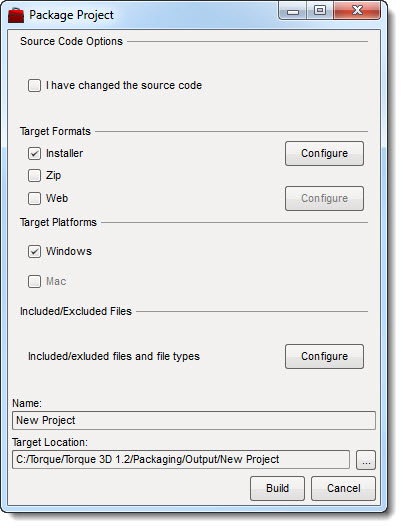 Package Project
Source Code Options
I have changed the source code
Target Formats
Installer
Configure
Zip
Web
Configure
Target Platforms
Windows
Mac
Included/Excluded Files
Included/exluded files and file types
Configure
Name:
New Project
Target Location:
C:/Torque/Torque 3D 1.2/Packaging/Output/New Project
...
Build
Cancel